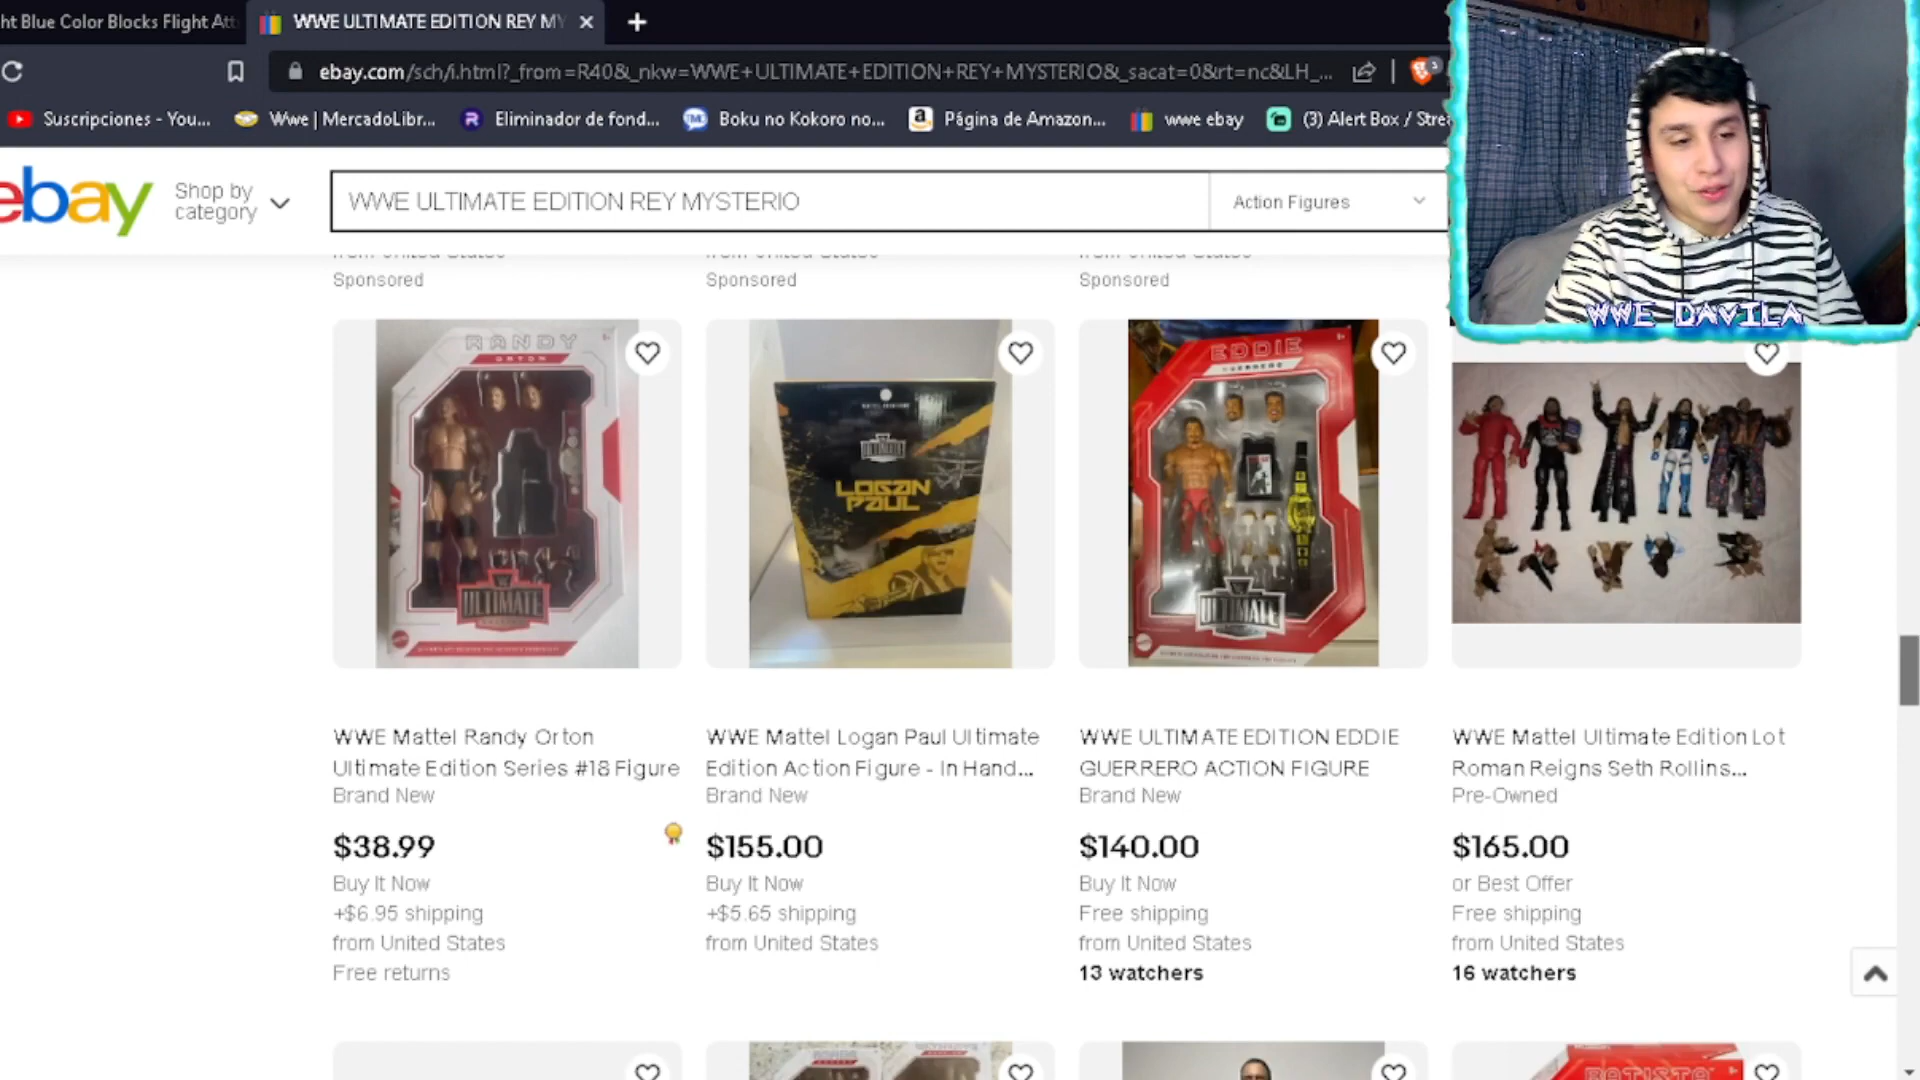 ht Blue Color Blocks Flight Att
WWE ULTIMATE EDITION REY MY
ebay.com/sch/i.html?_from=R40&_nkw=WWE+ULTIMATE+EDITION+REY+MYSTERIO&_sacat=0&rt=nc&LH_...
Suscripciones - You...
Wwe | MercadoLibr...
Eliminador de fond...
Boku no Kokoro no...
Página de Amazon...
wwe ebay
(3) Alert Box / Stre
WWE DAVILA
ebay
Shop by
category
WWE ULTIMATE EDITION REY MYSTERIO
Action Figures
Sponsored
Sponsored
Sponsored
RANDY
ORTON
ULTIMATE
ULTIMATE
LOGAN
PAUL
EDDIE
GUERRERO
ULTIMATE
WWE Mattel Randy Orton
Ultimate Edition Series #18 Figure
Brand New
$38.99
Buy It Now
+$6.95 shipping
from United States
Free returns
WWE Mattel Logan Paul Ultimate
Edition Action Figure - In Hand...
Brand New
$155.00
Buy It Now
+$5.65 shipping
from United States
WWE ULTIMATE EDITION EDDIE
GUERRERO ACTION FIGURE
Brand New
$140.00
Buy It Now
Free shipping
from United States
13 watchers
WWE Mattel Ultimate Edition Lot
Roman Reigns Seth Rollins...
Pre-Owned
$165.00
or Best Offer
Free shipping
from United States
16 watchers
BATISTA